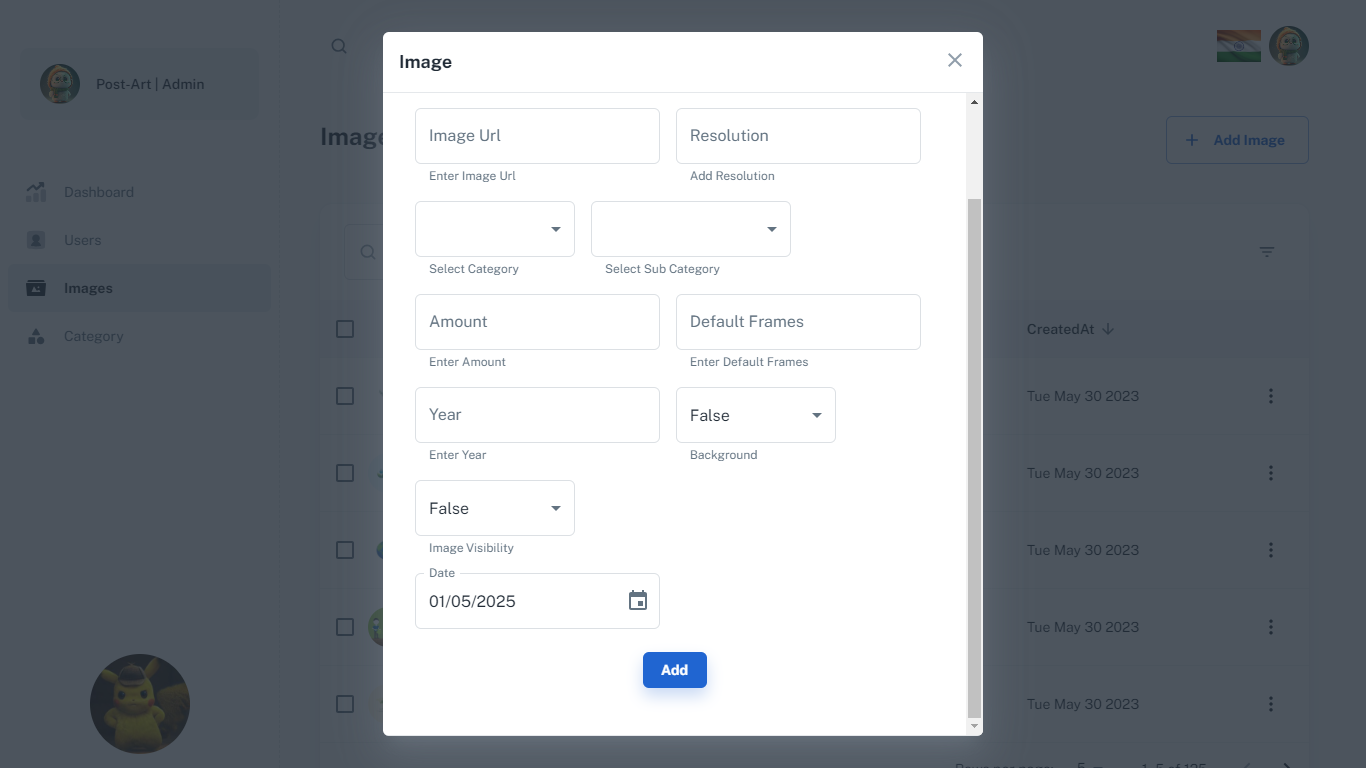 Post-Art | Admin
Dashboard
Users
Images
Category
Image
Add Image
Image
Image Url
Resolution
Enter Image Url
Add Resolution
Select Category
Select Sub Category
Amount
Default Frames
Enter Amount
Enter Default Frames
Year
False
Enter Year
Background
False
Image Visibility
Date
01/05/2025
Add
CreatedAt
Tue May 30 2023
Tue May 30 2023
Tue May 30 2023
Tue May 30 2023
Tue May 30 2023